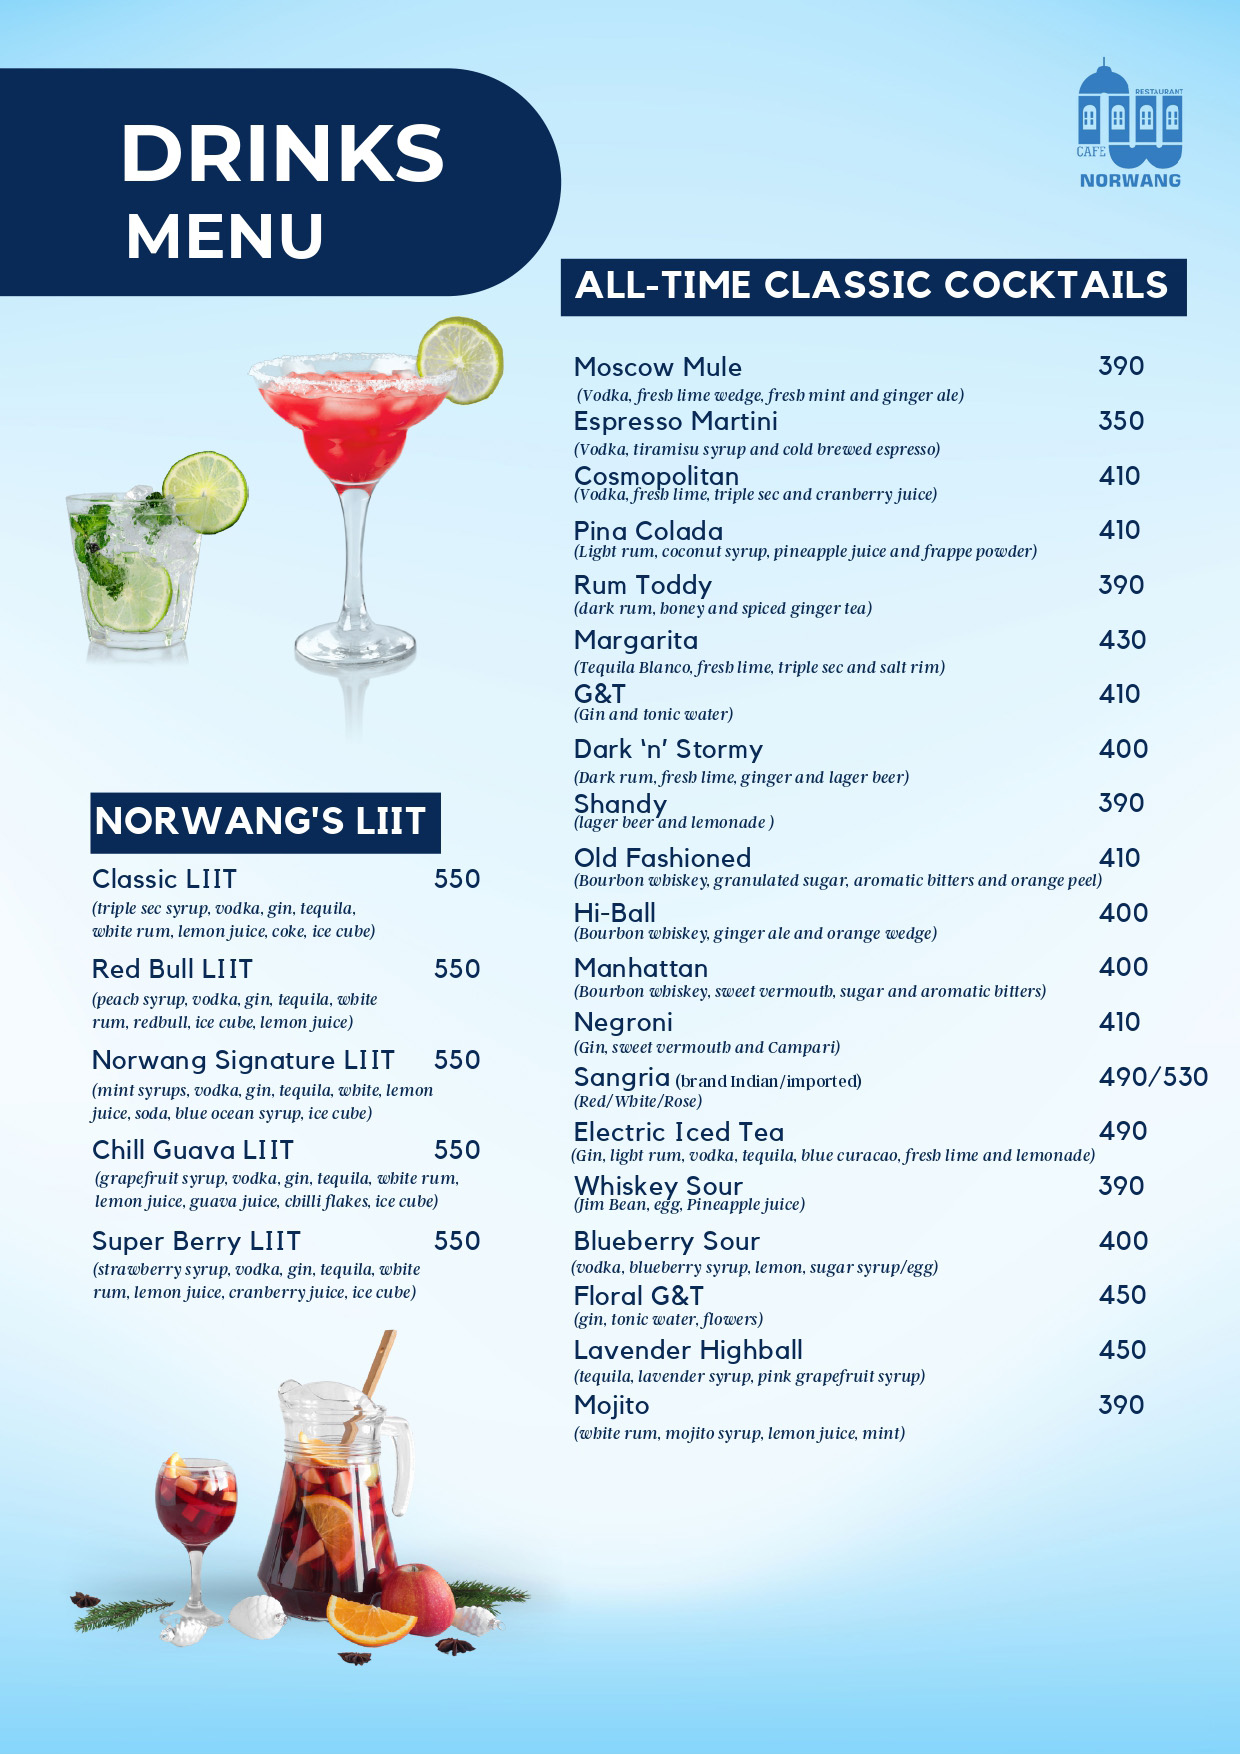 DRINKS
MENU
RESTAURANT
CAFE
NORWANG
ALL-TIME CLASSIC COCKTAILS
Moscow Mule 390
(Vodka, fresh lime wedge, fresh mint and ginger ale)
Espresso Martini 350
(Vodka, tiramisu syrup and cold brewed espresso)
Cosmopolitan 410
(Vodka, fresh lime, triple sec and cranberry juice)
Pina Colada 410
(Light rum, coconut syrup, pineapple juice and frappe powder)
Rum Toddy 390
(dark rum, honey and spiced ginger tea)
Margarita 430
(Tequila Blanco, fresh lime, triple sec and salt rim)
G&T 410
(Gin and tonic water)
Dark ‘n’ Stormy 400
(Dark rum, fresh lime, ginger and lager beer)
Shandy 390
(lager beer and lemonade )
Old Fashioned 410
(Bourbon whiskey, granulated sugar, aromatic bitters and orange peel)
Hi-Ball 400
(Bourbon whiskey, ginger ale and orange wedge)
Manhattan 400
(Bourbon whiskey, sweet vermouth, sugar and aromatic bitters)
Negroni 410
(Gin, sweet vermouth and Campari)
Sangria (brand Indian/imported) 490/530
(Red/White/Rose)
Electric Iced Tea 490
(Gin, light rum, vodka, tequila, blue curacao, fresh lime and lemonade)
Whiskey Sour 390
(Jim Bean, egg, Pineapple juice)
Blueberry Sour 400
(vodka, blueberry syrup, lemon, sugar syrup/egg)
Floral G&T 450
(gin, tonic water, flowers)
Lavender Highball 450
(tequila, lavender syrup, pink grapefruit syrup)
Mojito 390
(white rum, mojito syrup, lemon juice, mint)
NORWANG'S LIIT
Classic LIIT 550
(triple sec syrup, vodka, gin, tequila,
white rum, lemon juice, coke, ice cube)
Red Bull LIIT 550
(peach syrup, vodka, gin, tequila, white
rum, redbull, ice cube, lemon juice)
Norwang Signature LIIT 550
(mint syrups, vodka, gin, tequila, white, lemon
juice, soda, blue ocean syrup, ice cube)
Chill Guava LIIT 550
(grapefruit syrup, vodka, gin, tequila, white rum,
lemon juice, guava juice, chilli flakes, ice cube)
Super Berry LIIT 550
(strawberry syrup, vodka, gin, tequila, white
rum, lemon juice, cranberry juice, ice cube)